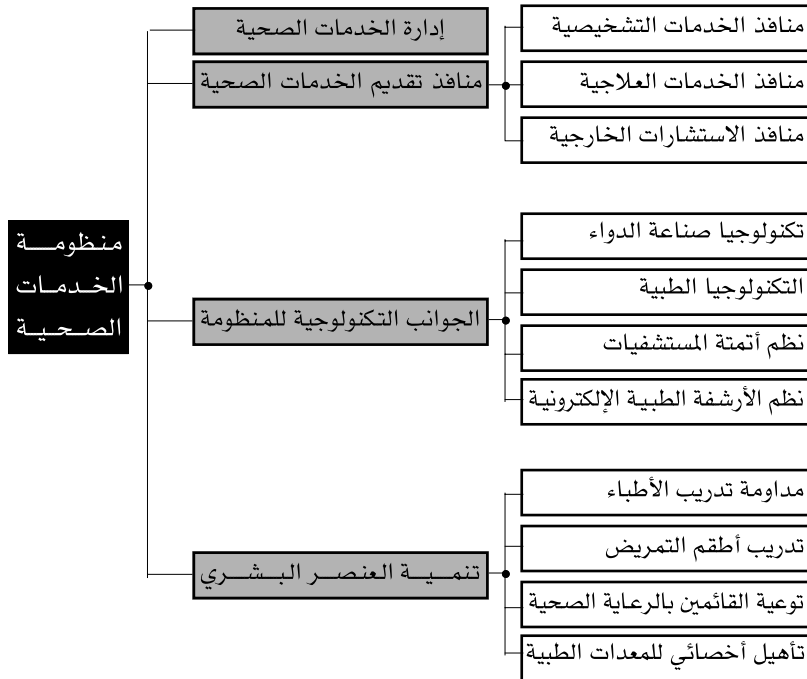 منظومة
الخدمات
الصحية
إدارة الخدمات الصحية
منافذ تقديم الخدمات الصحية
منافذ الخدمات التشخيصية
منافذ الخدمات العلاجية
منافذ الاستشارات الخارجية
الجوانب التكنولوجية للمنظومة
تكنولوجيا صناعة الدواء
التكنولوجيا الطبية
نظم أتمتة المستشفيات
نظم الأرشفة الطبية الإلكترونية
تنمية العنصر البشري
مداومة تدريب الأطباء
تدريب أطقم التمريض
توعية القائمين بالرعاية الصحية
تأهيل أخصائي للمعدات الطبية